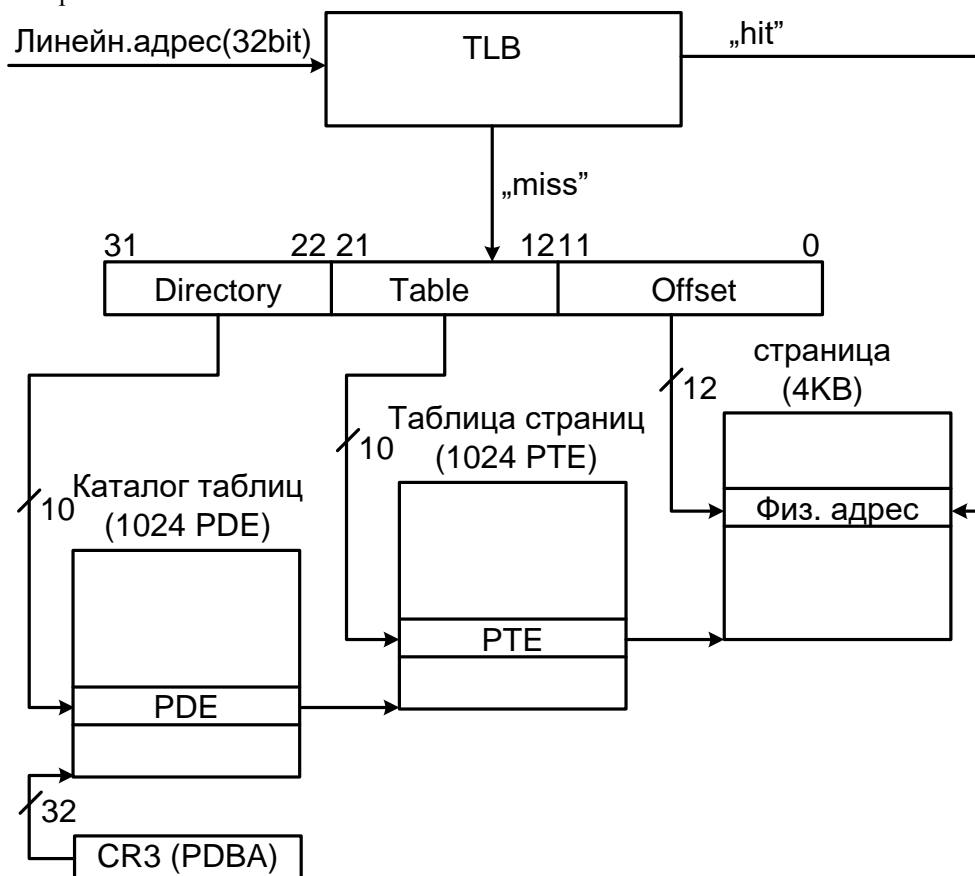 Линейн.адрес(32bit)
TLB
„hit”
„miss”
31 22 21 12 11 0
Directory Table Offset
страница
(4KB)
12
Таблица страниц
(1024 PTE)
10
Каталог таблиц
(1024 PDE)
10
Физ. адрес
PTE
PDE
32
CR3 (PDBA)